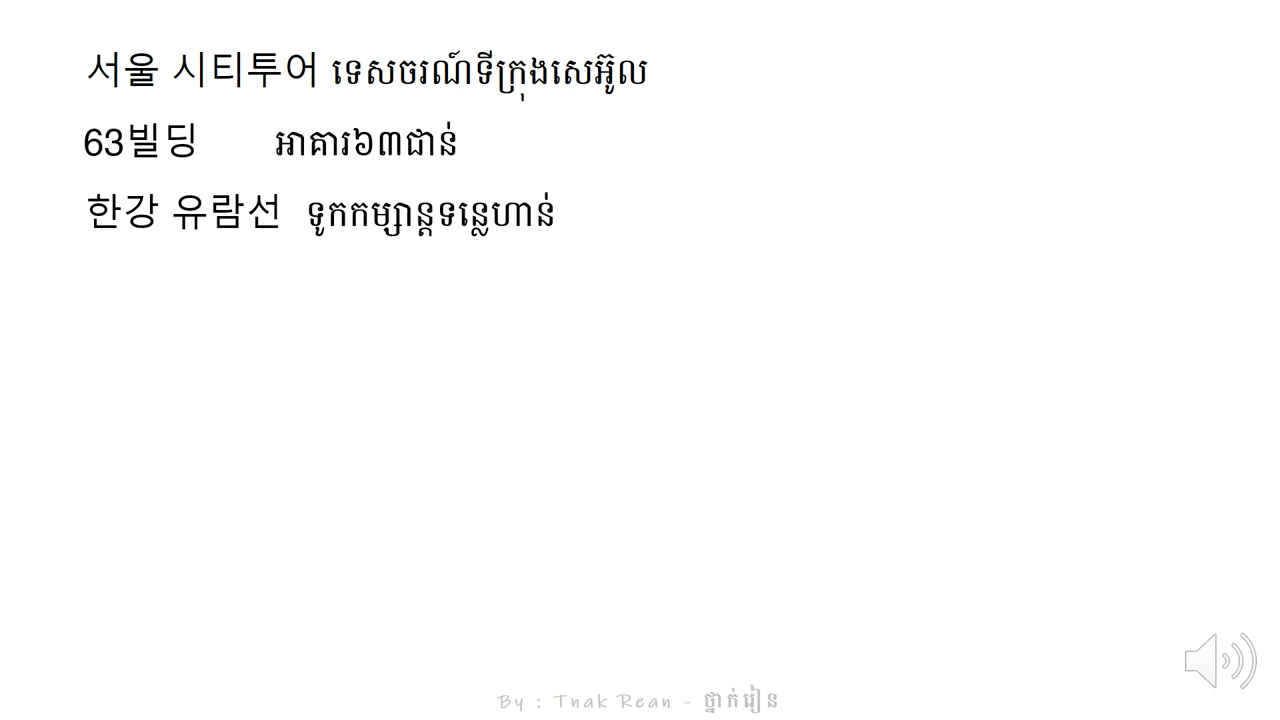 서울 시티투어 ទេសចរណ៍ទីក្រុងសេអ៊ូល
63빌딩 អាគារ៦៣ជាន់
한강 유람선 ទូកកម្សាន្តទន្លេហាន់
By : Tnak Rean - ថ្នាក់រៀន